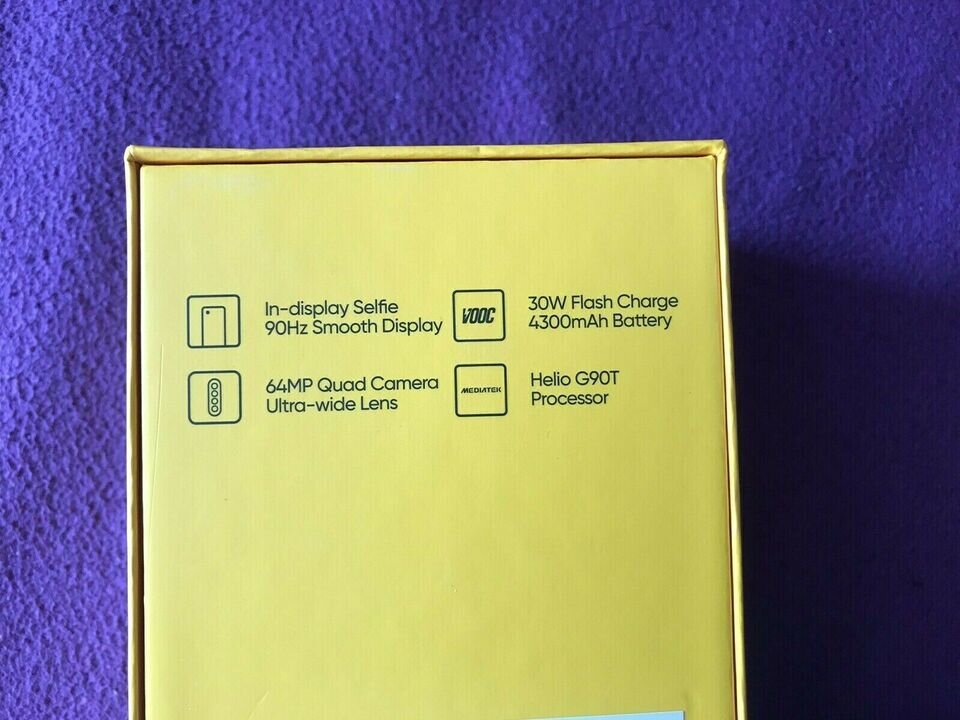 In-display Selfie
90Hz Smooth Display
VOOC
30W Flash Charge
4300mAh Battery
64MP Quad Camera
Ultra-wide Lens
MEDIATEK
Helio G90T
Processor